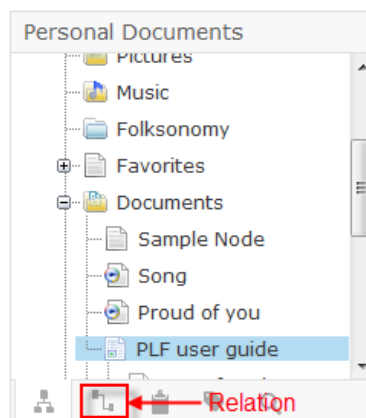 Personal Documents
Pictures
Music
Folksonomy
Favorites
Documents
Sample Node
Song
Proud of you
PLF user guide
Relation